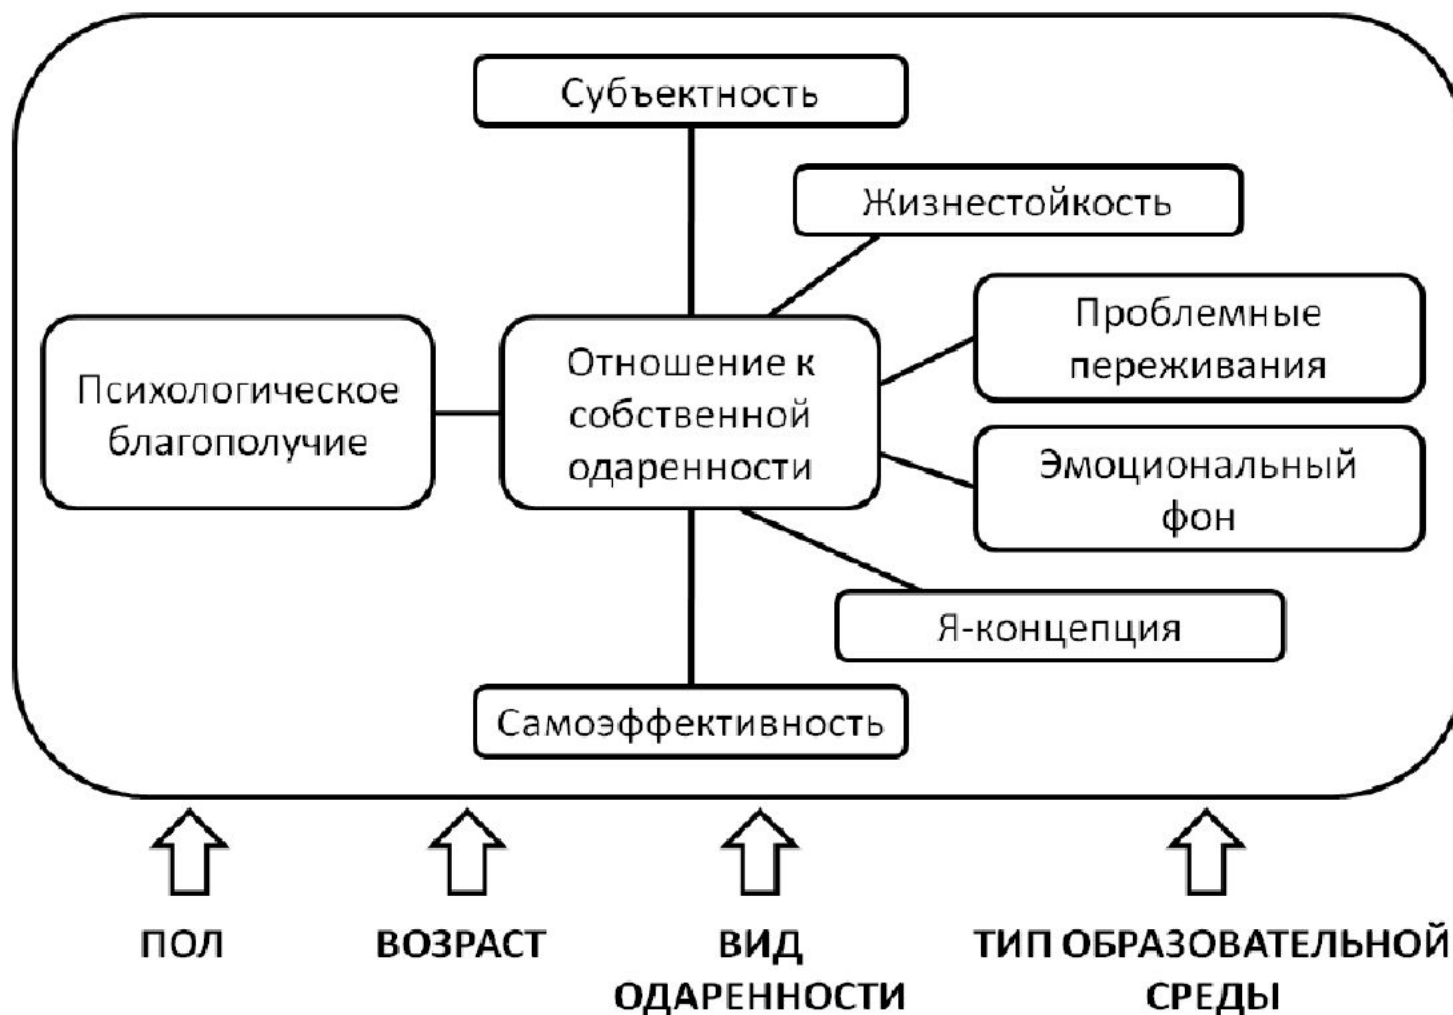 Субъектность
Жизнестойкость
Проблемные
переживания
Психологическое
благополучие
Отношение к
собственной
одаренности
Эмоциональный
фон
Я-концепция
Самоэффективность
ПОЛ
ВОЗРАСТ
ВИД
ОДАРЕННОСТИ
ТИП ОБРАЗОВАТЕЛЬНОЙ
СРЕДЫ